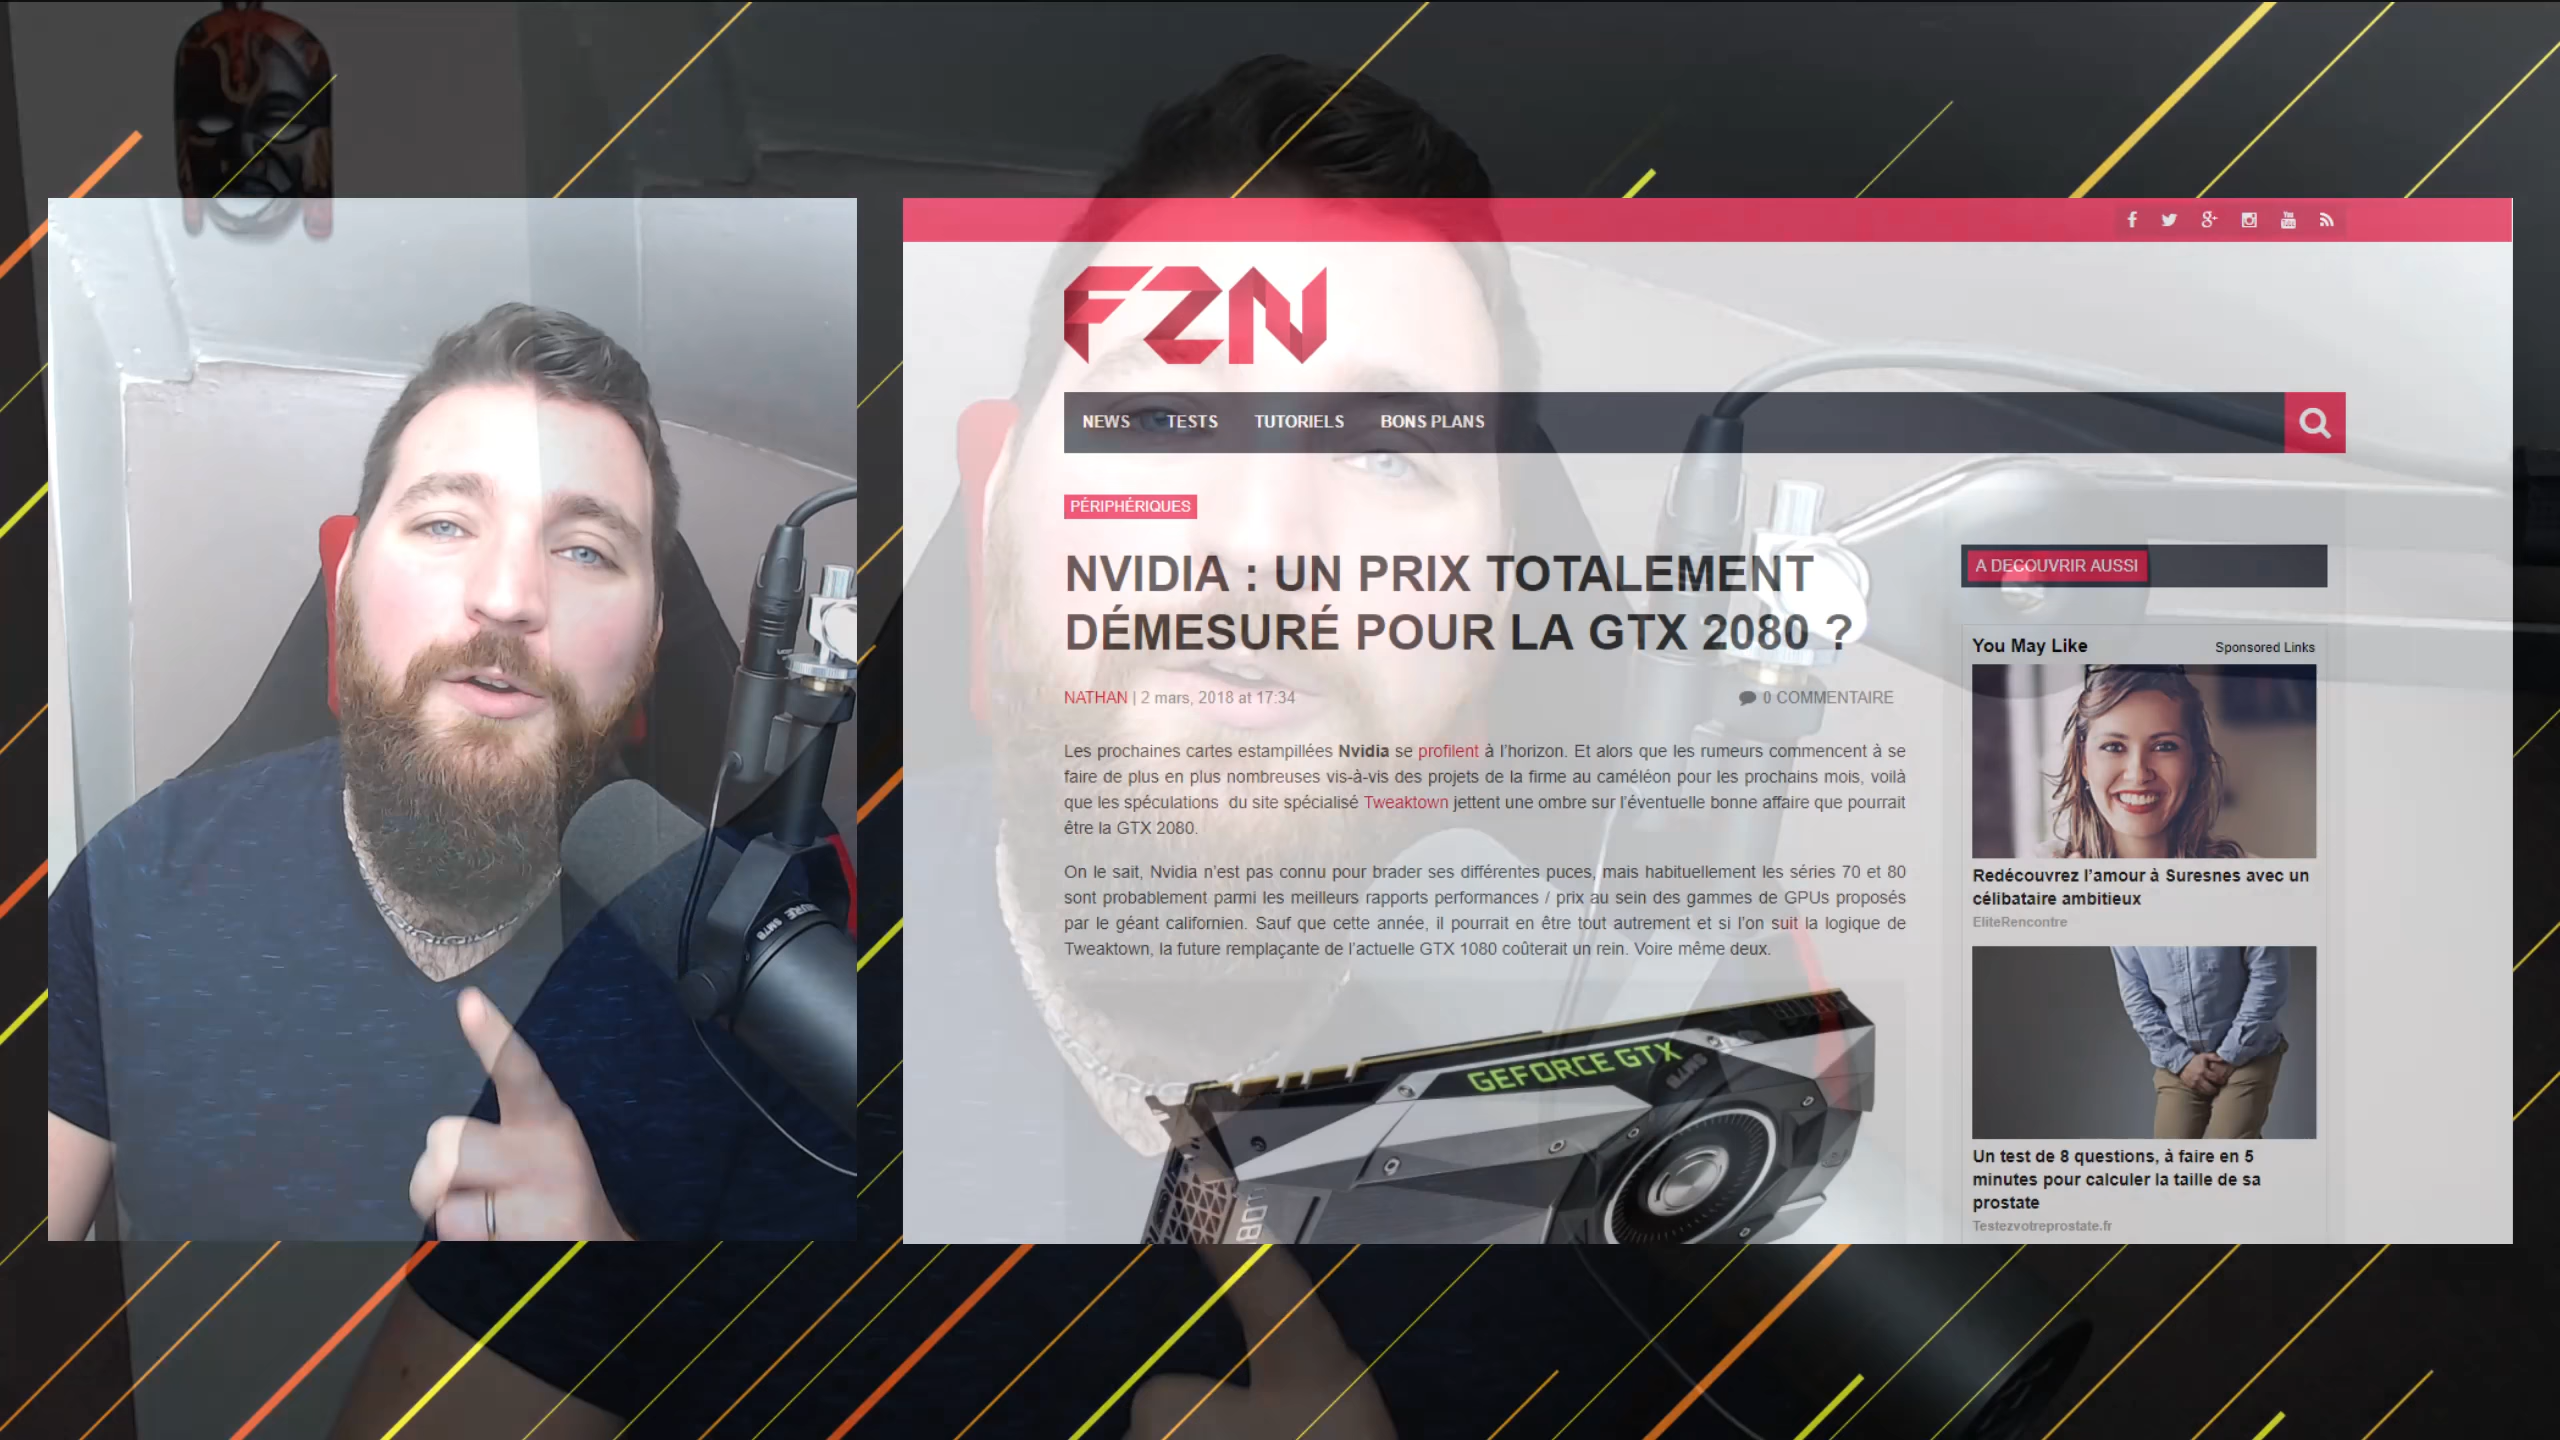 FZN
NEWS TESTS TUTORIELS BONS PLANS
PÉRIPHÉRIQUES
NVIDIA : UN PRIX TOTALEMENT
DÉMESURÉ POUR LA GTX 2080 ?
NATHAN | 2 mars, 2018 at 17:34
0 COMMENTAIRE
Les prochaines cartes estampillées Nvidia se profilent à l’horizon. Et alors que les rumeurs commencent à se
faire de plus en plus nombreuses vis-à-vis des projets de la firme au caméléon pour les prochains mois, voilà
que les spéculations du site spécialisé Tweaktown jettent une ombre sur l’éventuelle bonne affaire que pourrait
être la GTX 2080.
On le sait, Nvidia n’est pas connu pour brader ses différentes puces, mais habituellement les séries 70 et 80
sont probablement parmi les meilleurs rapports performances / prix au sein des gammes de GPUs proposés
par le géant californien. Sauf que cette année, il pourrait en être tout autrement et si l’on suit la logique de
Tweaktown, la future remplaçante de l’actuelle GTX 1080 coûterait un rein. Voire même deux.
GEFORCE GTX
A DECOUVRIR AUSSI
You May Like
Sponsored Links
Redécouvrez l’amour à Suresnes avec un
célibataire ambitieux
EliteRencontre
Un test de 8 questions, à faire en 5
minutes pour calculer la taille de sa
prostate
Testezvotreprostate.fr
SHURE SM7B
SM7B